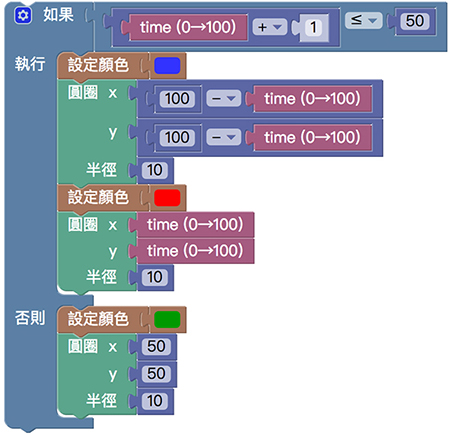 如果 time (0→100) + 1 ≤ 50
執行 設定顏色
圓圈 x 100 - time (0→100)
y 100 - time (0→100)
半徑 10
設定顏色
圓圈 x time (0→100)
y time (0→100)
半徑 10
否則 設定顏色
圓圈 x 50
y 50
半徑 10